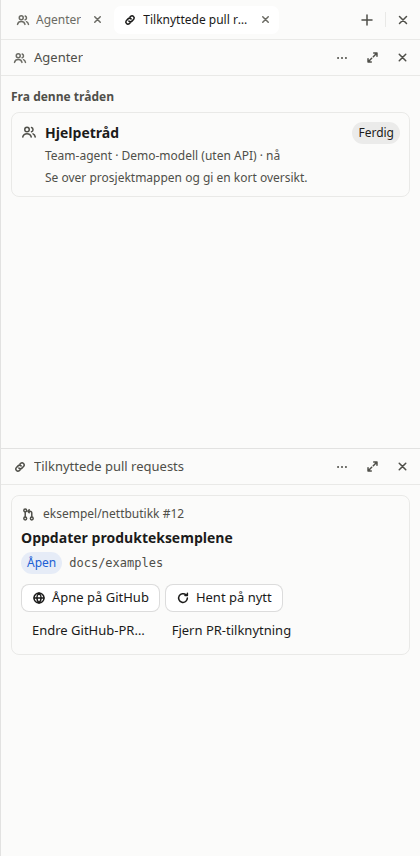 Agenter
Tilknyttede pull r...
Agenter
Fra denne tråden
Hjelpetråd
Ferdig
Team-agent · Demo-modell (uten API) · nå
Se over prosjektmappen og gi en kort oversikt.
Tilknyttede pull requests
eksempel/nettbutikk #12
Oppdater produkteksemplene
Åpen docs/examples
Åpne på GitHub
Hent på nytt
Endre GitHub-PR...
Fjern PR-tilknytning